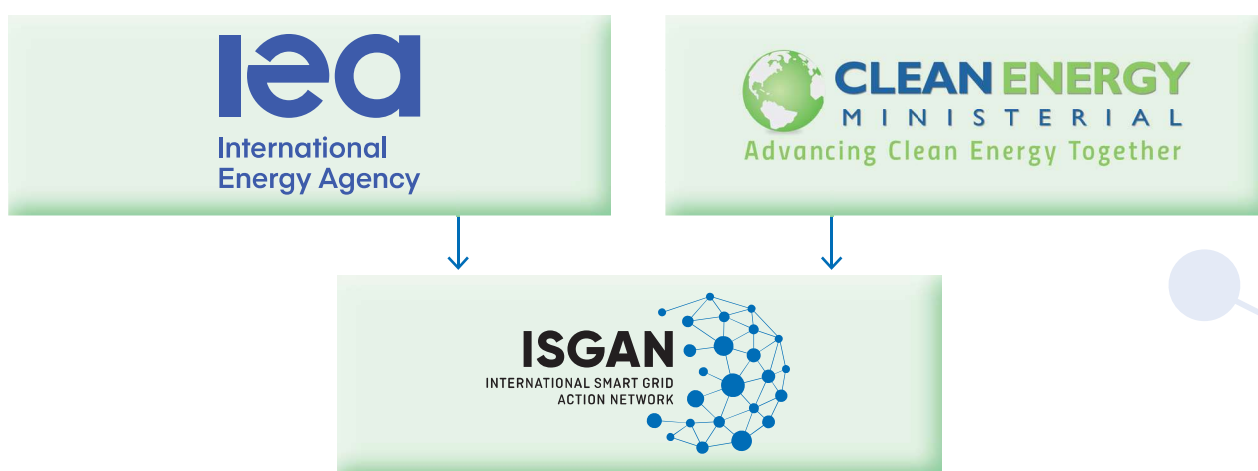 iea
International
Energy Agency
CLEAN ENERGY
MINISTERIAL
Advancing Clean Energy Together
ISGAN
INTERNATIONAL SMART GRID
ACTION NETWORK